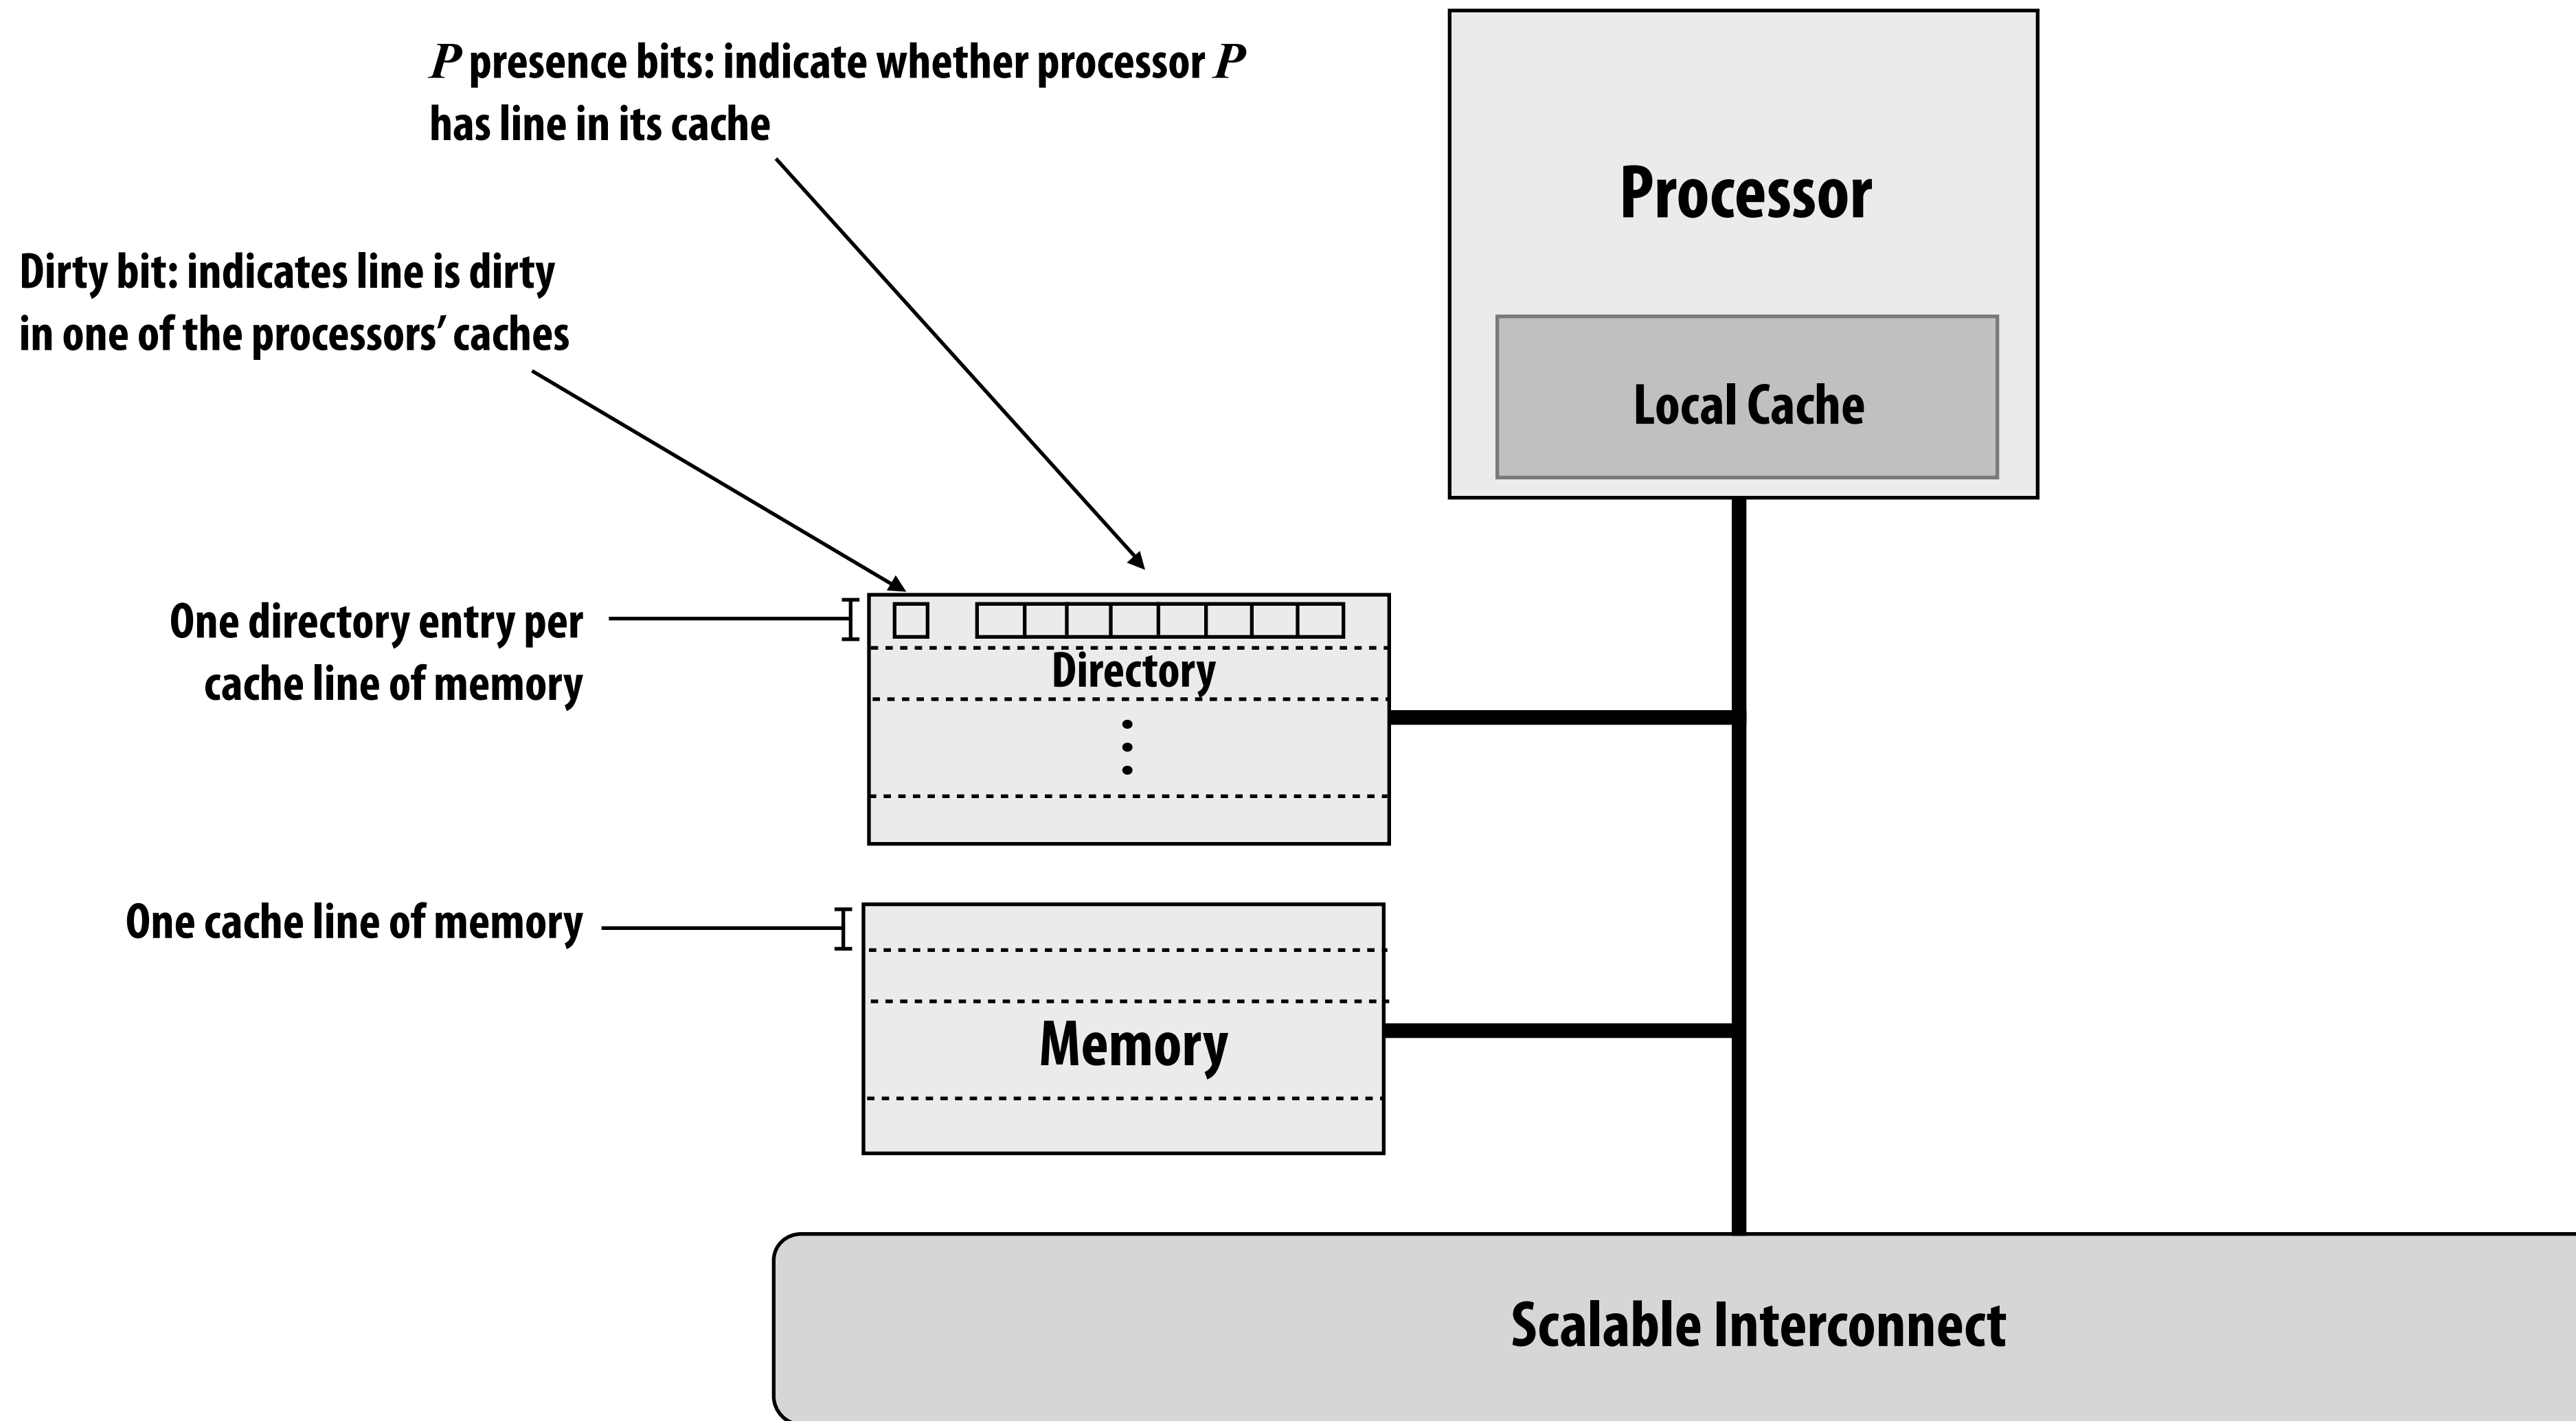 P presence bits: indicate whether processor P
has line in its cache
Processor
Dirty bit: indicates line is dirty
in one of the processors’ caches
Local Cache
One directory entry per
cache line of memory
Directory
One cache line of memory
Memory
Scalable Interconnect